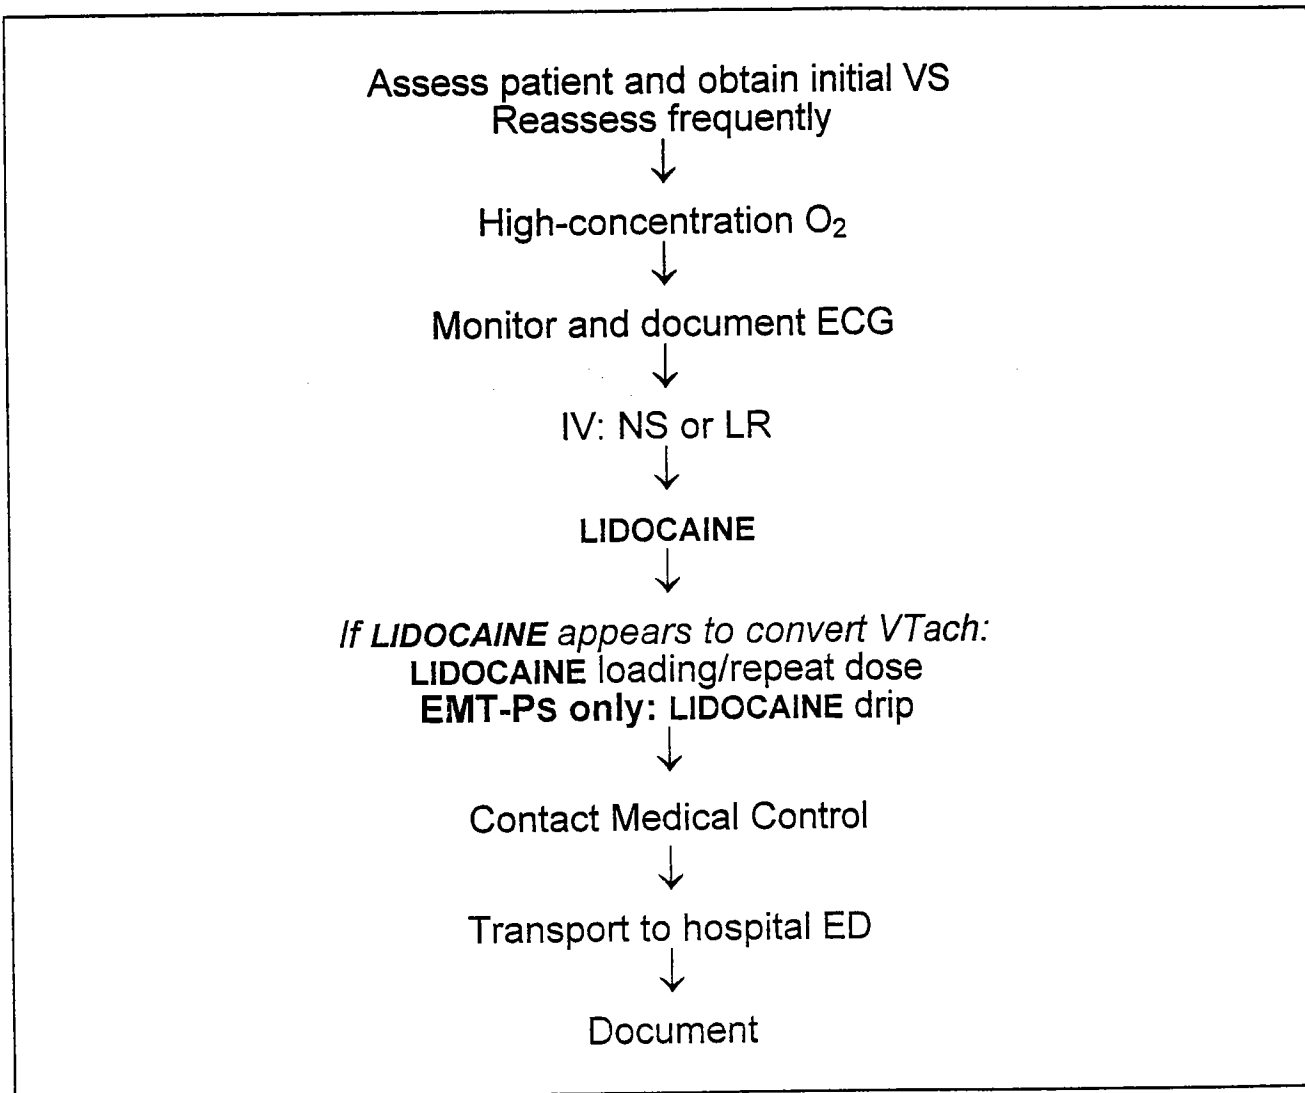 Assess patient and obtain initial VS
Reassess frequently
↓
High-concentration O₂
↓
Monitor and document ECG
↓
IV: NS or LR
↓
LIDOCAINE
↓
If LIDOCAINE appears to convert VTach:
LIDOCAINE loading/repeat dose
EMT-Ps only: LIDOCAINE drip
↓
Contact Medical Control
↓
Transport to hospital ED
↓
Document